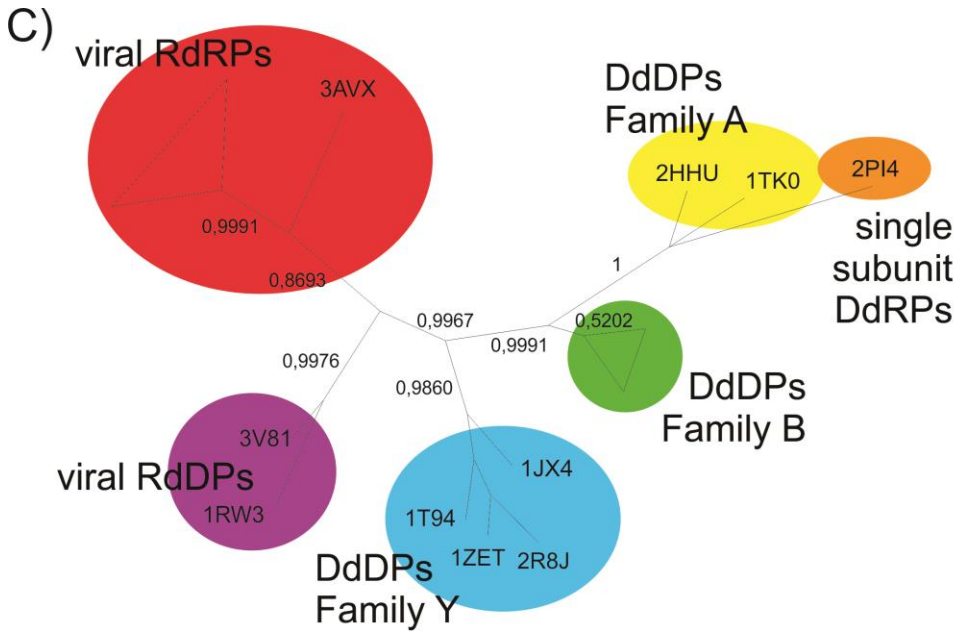 C)
viral RdRPs
3AVX
0,9991
0,8693
DdDPs
Family A
2HHU
1TK0
2PI4
single
subunit
DdRPs
1
0,9967
0,9991
0,5202
DdDPs
Family B
0,9976
0,9860
3V81
viral RdDPs
1RW3
1JX4
1T94
1ZET
2R8J
DdDPs
Family Y